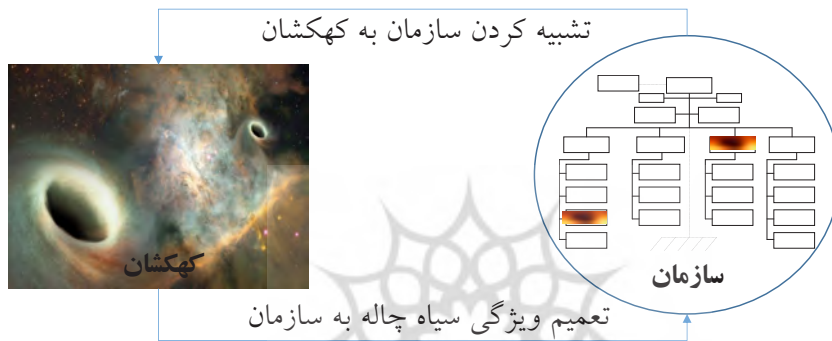 تشبیه کردن سازمان به کهکشان
کهکشان
سازمان
تعمیم ویژگی سیاه چاله به سازمان